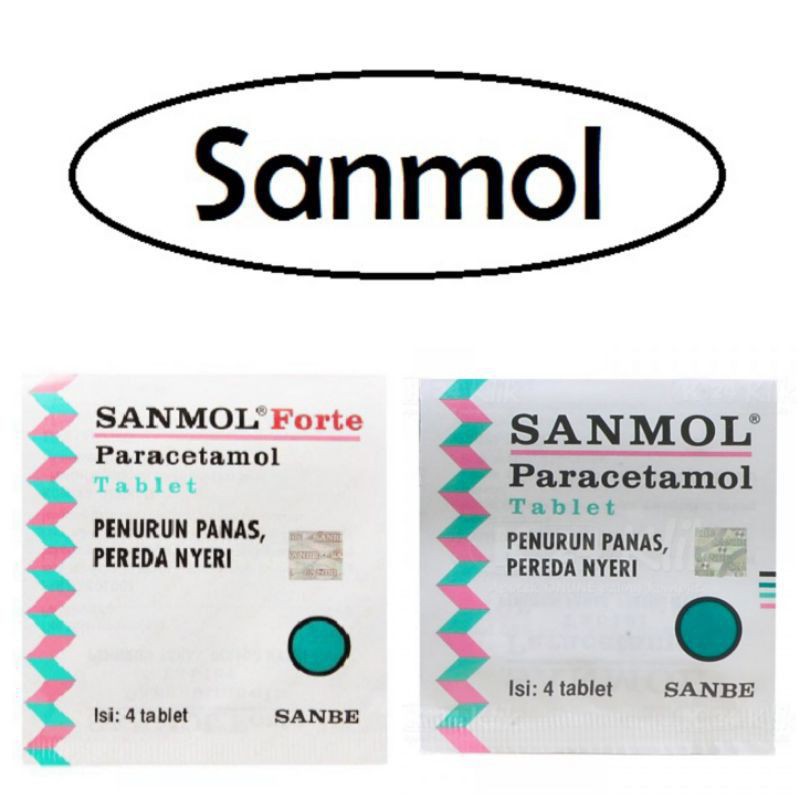 Sanmol
SANMOL® Forte
Paracetamol
Tablet
PENURUN PANAS,
PEREDA NYERI
Isi: 4 tablet
SANBE
SANMOL®
Paracetamol
Tablet
PENURUN PANAS,
PEREDA NYERI
Isi: 4 tablet
SANBE